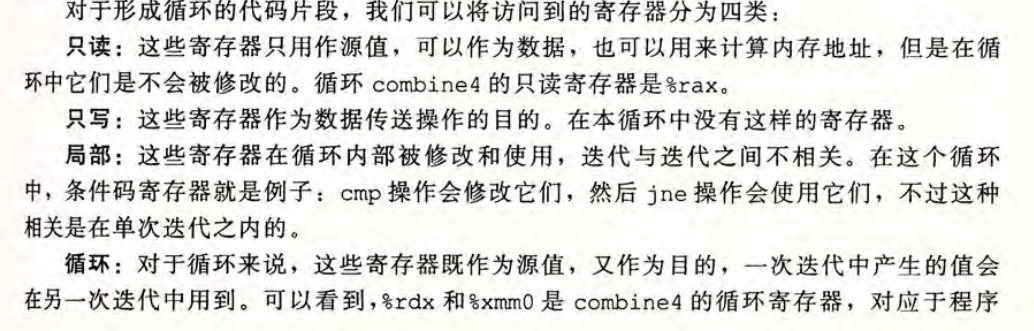 对于形成循环的代码片段，我们可以将访问到的寄存器分为四类：
只读：这些寄存器只用作源值，可以作为数据，也可以用来计算内存地址，但是在循
环中它们是不会被修改的。循环 combine4 的只读寄存器是%rax。
只写：这些寄存器作为数据传送操作的目的。在本循环中没有这样的寄存器。
局部：这些寄存器在循环内部被修改和使用，迭代与迭代之间不相关。在这个循环
中，条件码寄存器就是例子：cmp 操作会修改它们，然后 jne 操作会使用它们，不过这种
相关是在单次迭代之内的。
循环：对于循环来说，这些寄存器既作为源值，又作为目的，一次迭代中产生的值会
在另一次迭代中用到。可以看到，%rdx 和%xmm0 是 combine4 的循环寄存器，对应于程序